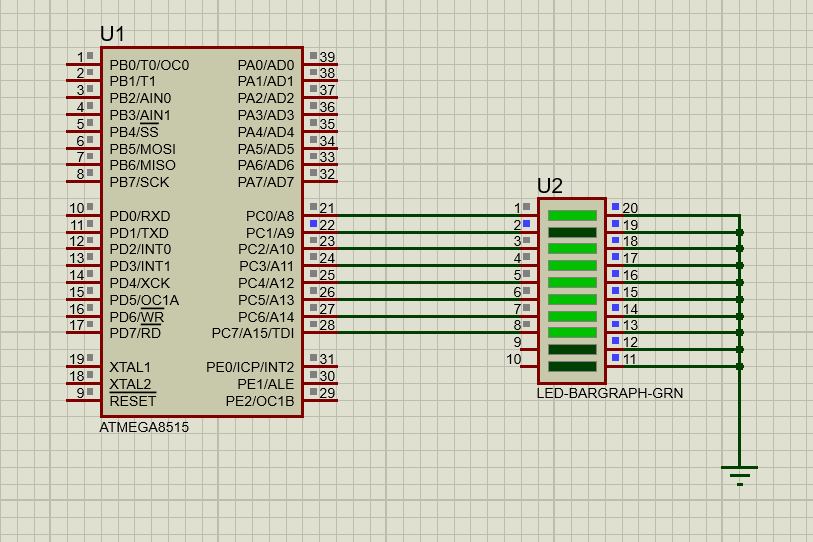 U1
1 PB0/T0/OC0 PA0/AD0 39
2 PB1/T1 PA1/AD1 38
3 PB2/AIN0 PA2/AD2 37
4 PB3/AIN1 PA3/AD3 36
5 PB4/SS PA4/AD4 35
6 PB5/MOSI PA5/AD5 34
7 PB6/MISO PA6/AD6 33
8 PB7/SCK PA7/AD7 32
10 PD0/RXD PC0/A8 21
11 PD1/TXD PC1/A9 22
12 PD2/INT0 PC2/A10 23
13 PD3/INT1 PC3/A11 24
14 PD4/XCK PC4/A12 25
15 PD5/OC1A PC5/A13 26
16 PD6/WR PC6/A14 27
17 PD7/RD PC7/A15/TDI 28
19 XTAL1 PE0/ICP/INT2 31
18 XTAL2 PE1/ALE 30
9 RESET PE2/OC1B 29
ATMEGA8515
U2
1 20
2 19
3 18
4 17
5 16
6 15
7 14
8 13
9 12
10 11
LED-BARGRAPH-GRN